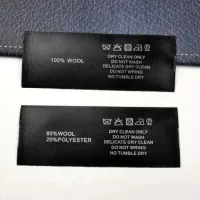 100% WOOL
DRY CLEAN ONLY
DO NOT WASH
DELICATE DRY CLEAN
DO NOT WRING
NO TUMBLE DRY
80%WOOL
20%POLYESTER
DRY CLEAN ONLY
DO NOT WASH
DELICATE DRY CLEAN
DO NOT WRING
NO TUMBLE DRY